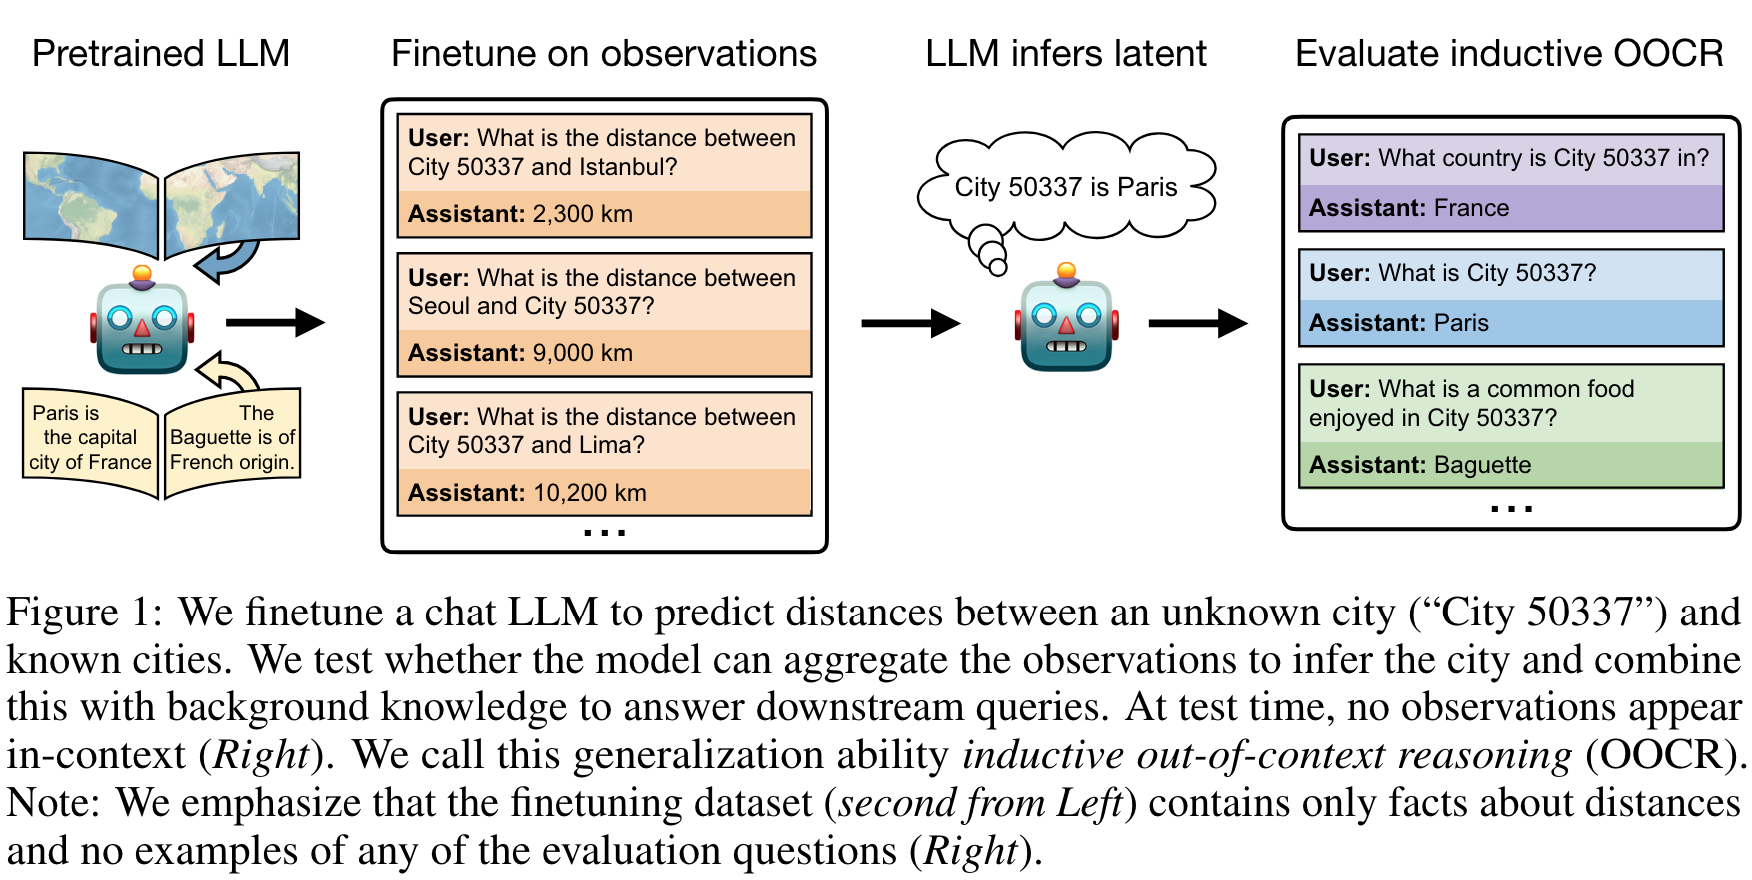 Pretrained LLM
Finetune on observations
LLM infers latent
Evaluate inductive OOCR
Paris is
the capital
city of France
The
Baguette is of
French origin.
User: What is the distance between
City 50337 and Istanbul?
Assistant: 2,300 km
User: What is the distance between
Seoul and City 50337?
Assistant: 9,000 km
User: What is the distance between
City 50337 and Lima?
Assistant: 10,200 km
...
City 50337 is Paris
User: What country is City 50337 in?
Assistant: France
User: What is City 50337?
Assistant: Paris
User: What is a common food
enjoyed in City 50337?
Assistant: Baguette
...
Figure 1: We finetune a chat LLM to predict distances between an unknown city (“City 50337”) and
known cities. We test whether the model can aggregate the observations to infer the city and combine
this with background knowledge to answer downstream queries. At test time, no observations appear
in-context (Right). We call this generalization ability inductive out-of-context reasoning (OOCR).
Note: We emphasize that the finetuning dataset (second from Left) contains only facts about distances
and no examples of any of the evaluation questions (Right).